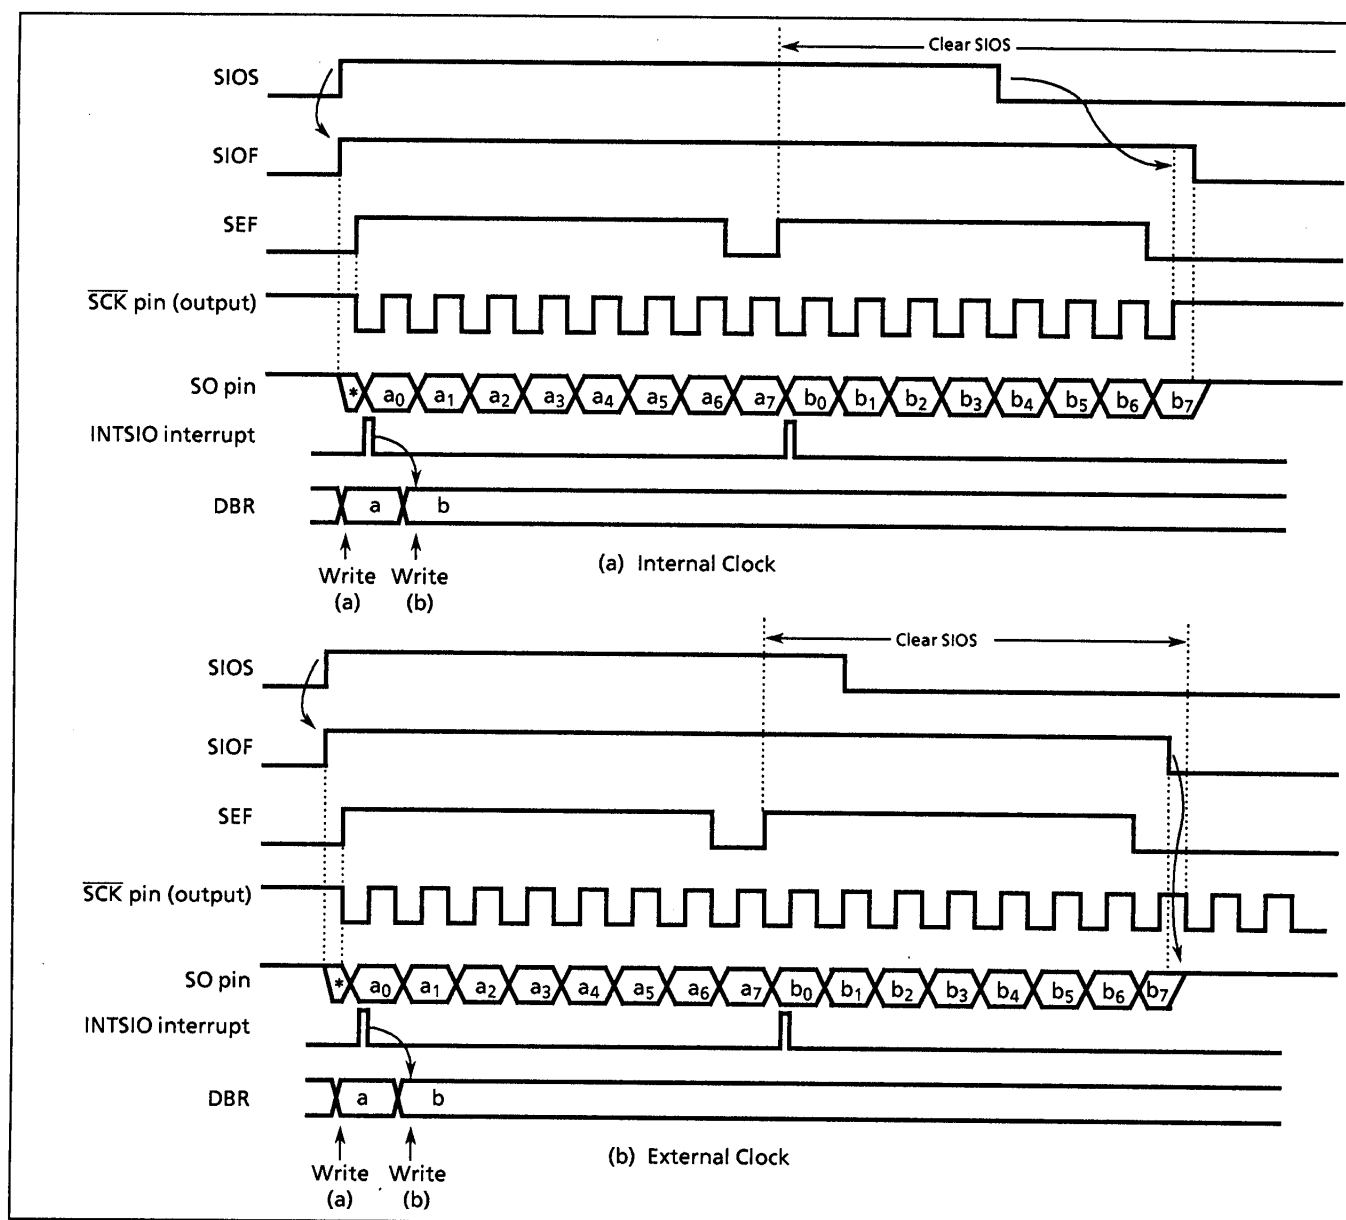 Clear SIOS
SIOS
SIOF
SEF
SCK pin (output)
SO pin
* a0 a1 a2 a3 a4 a5 a6 a7 b0 b1 b2 b3 b4 b5 b6 b7
INTSIO interrupt
DBR
a b
Write Write
(a) (b)
(a) Internal Clock
Clear SIOS
SIOS
SIOF
SEF
SCK pin (output)
SO pin
* a0 a1 a2 a3 a4 a5 a6 a7 b0 b1 b2 b3 b4 b5 b6 b7
INTSIO interrupt
DBR
a b
Write Write
(a) (b)
(b) External Clock